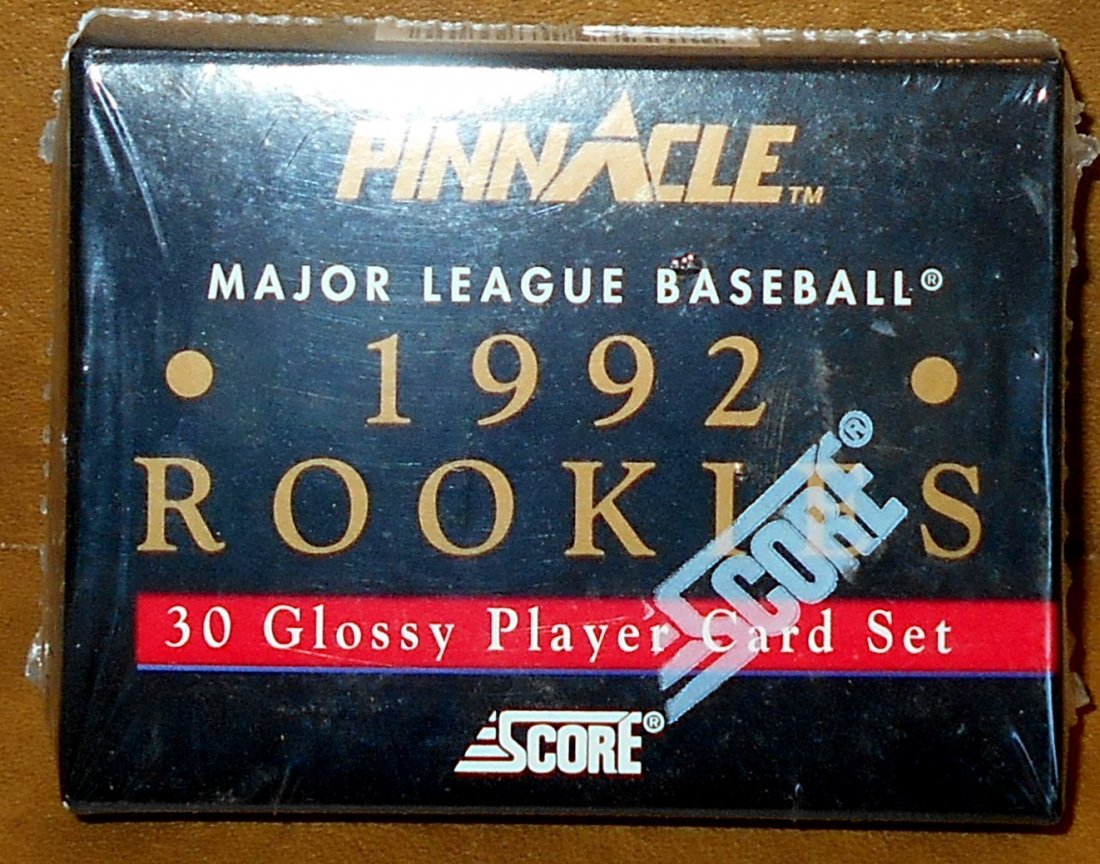 PINNACLE™
MAJOR LEAGUE BASEBALL®
• 1992 •
ROOKIES
30 Glossy Player Card Set
SCORE®
SCORE®